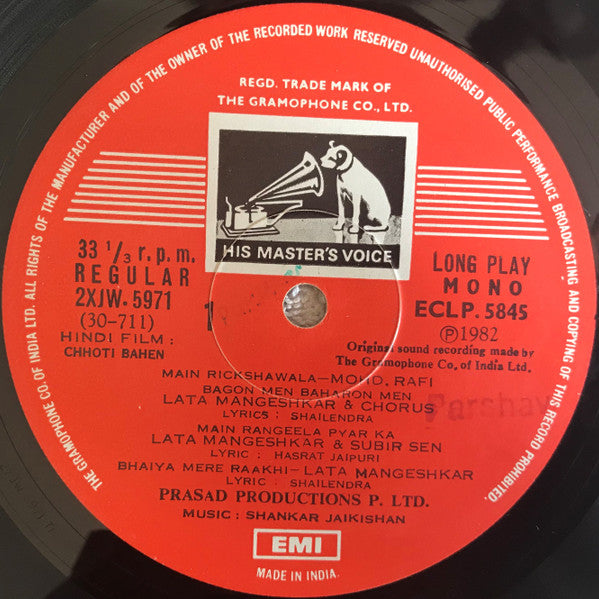 THE GRAMOPHONE CO. OF INDIA LTD. ALL RIGHTS OF THE MANUFACTURER AND OF THE OWNER OF THE RECORDED WORK RESERVED UNAUTHORISED PUBLIC PERFORMANCE BROADCASTING AND COPYING OF THIS RECORD PROHIBITED.
REGD. TRADE MARK OF
THE GRAMOPHONE CO., LTD.
HIS MASTER'S VOICE
33 1/3 r.p.m.
REGULAR
2XJW. 5971
(30-711)
HINDI FILM :
CHHOTI BAHEN
1
LONG PLAY
MONO
ECLP. 5845
Ⓟ1982
Original sound recording made by
The Gramophone Co. of India Ltd.
MAIN RICKSHAWALA—MOHD. RAFI
BAGON MEN BAHARON MEN
LATA MANGESHKAR & CHORUS
LYRICS : SHAILENDRA
MAIN RANGEELA PYAR KA
LATA MANGESHKAR & SUBIR SEN
LYRIC : HASRAT JAIPURI
BHAIYA MERE RAAKHI—LATA MANGESHKAR
LYRIC : SHAILENDRA
PRASAD PRODUCTIONS P. LTD.
MUSIC : SHANKAR JAIKISHAN
EMI
MADE IN INDIA.